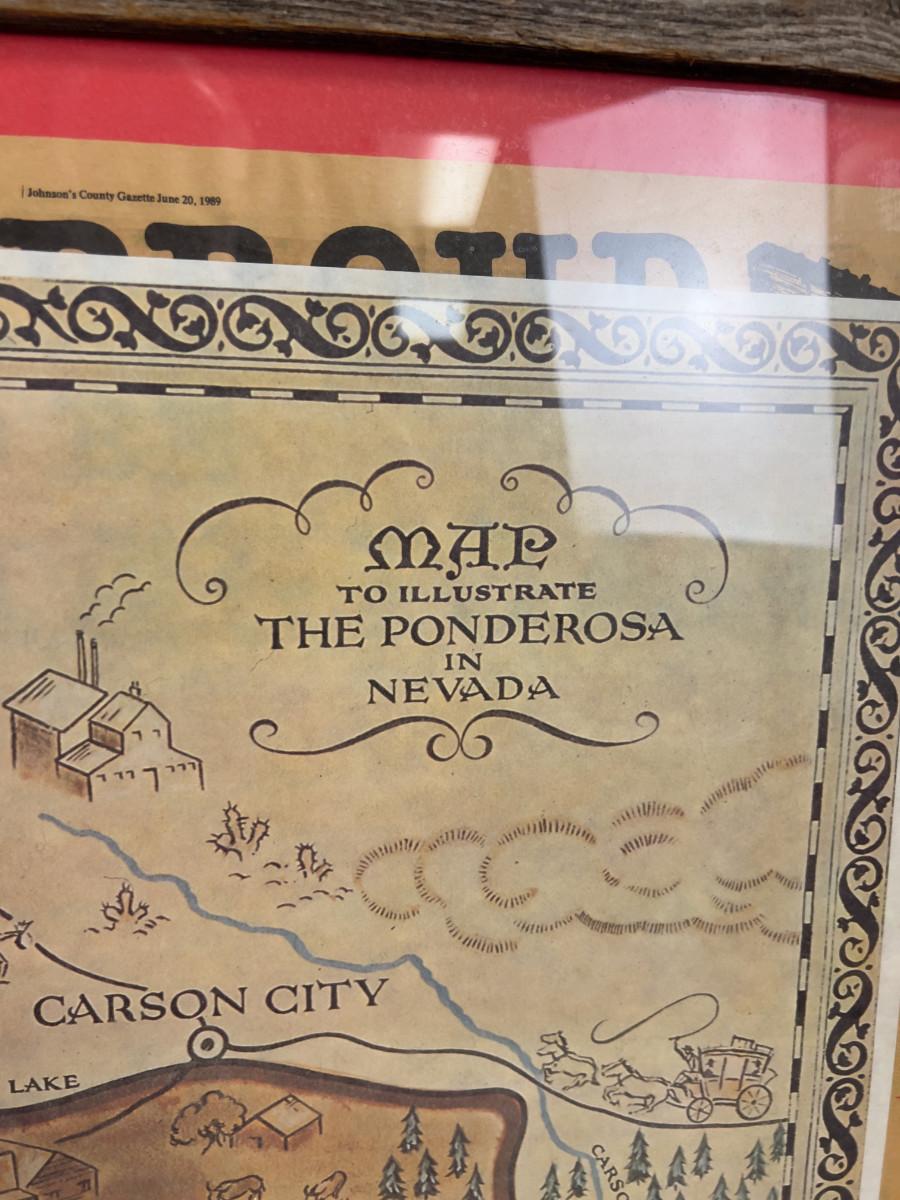 Johnson's County Gazette June 20, 1989
MAP
TO ILLUSTRATE
THE PONDEROSA
IN
NEVADA
CARSON CITY
LAKE